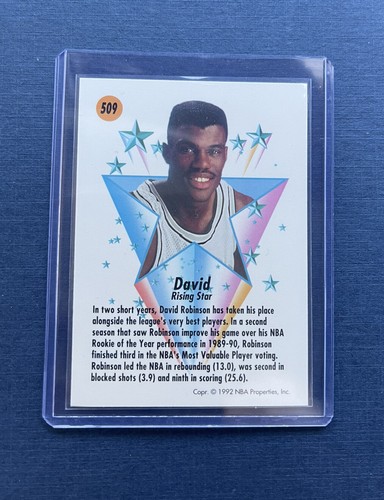 509
David
Rising Star
In two short years, David Robinson has taken his place
alongside the league's very best players. In a second
season that saw Robinson improve his game over his NBA
Rookie of the Year performance in 1989-90, Robinson
finished third in the NBA's Most Valuable Player voting.
Robinson led the NBA in rebounding (13.0), was second in
blocked shots (3.9) and ninth in scoring (25.6).
Copr. © 1992 NBA Properties, Inc.